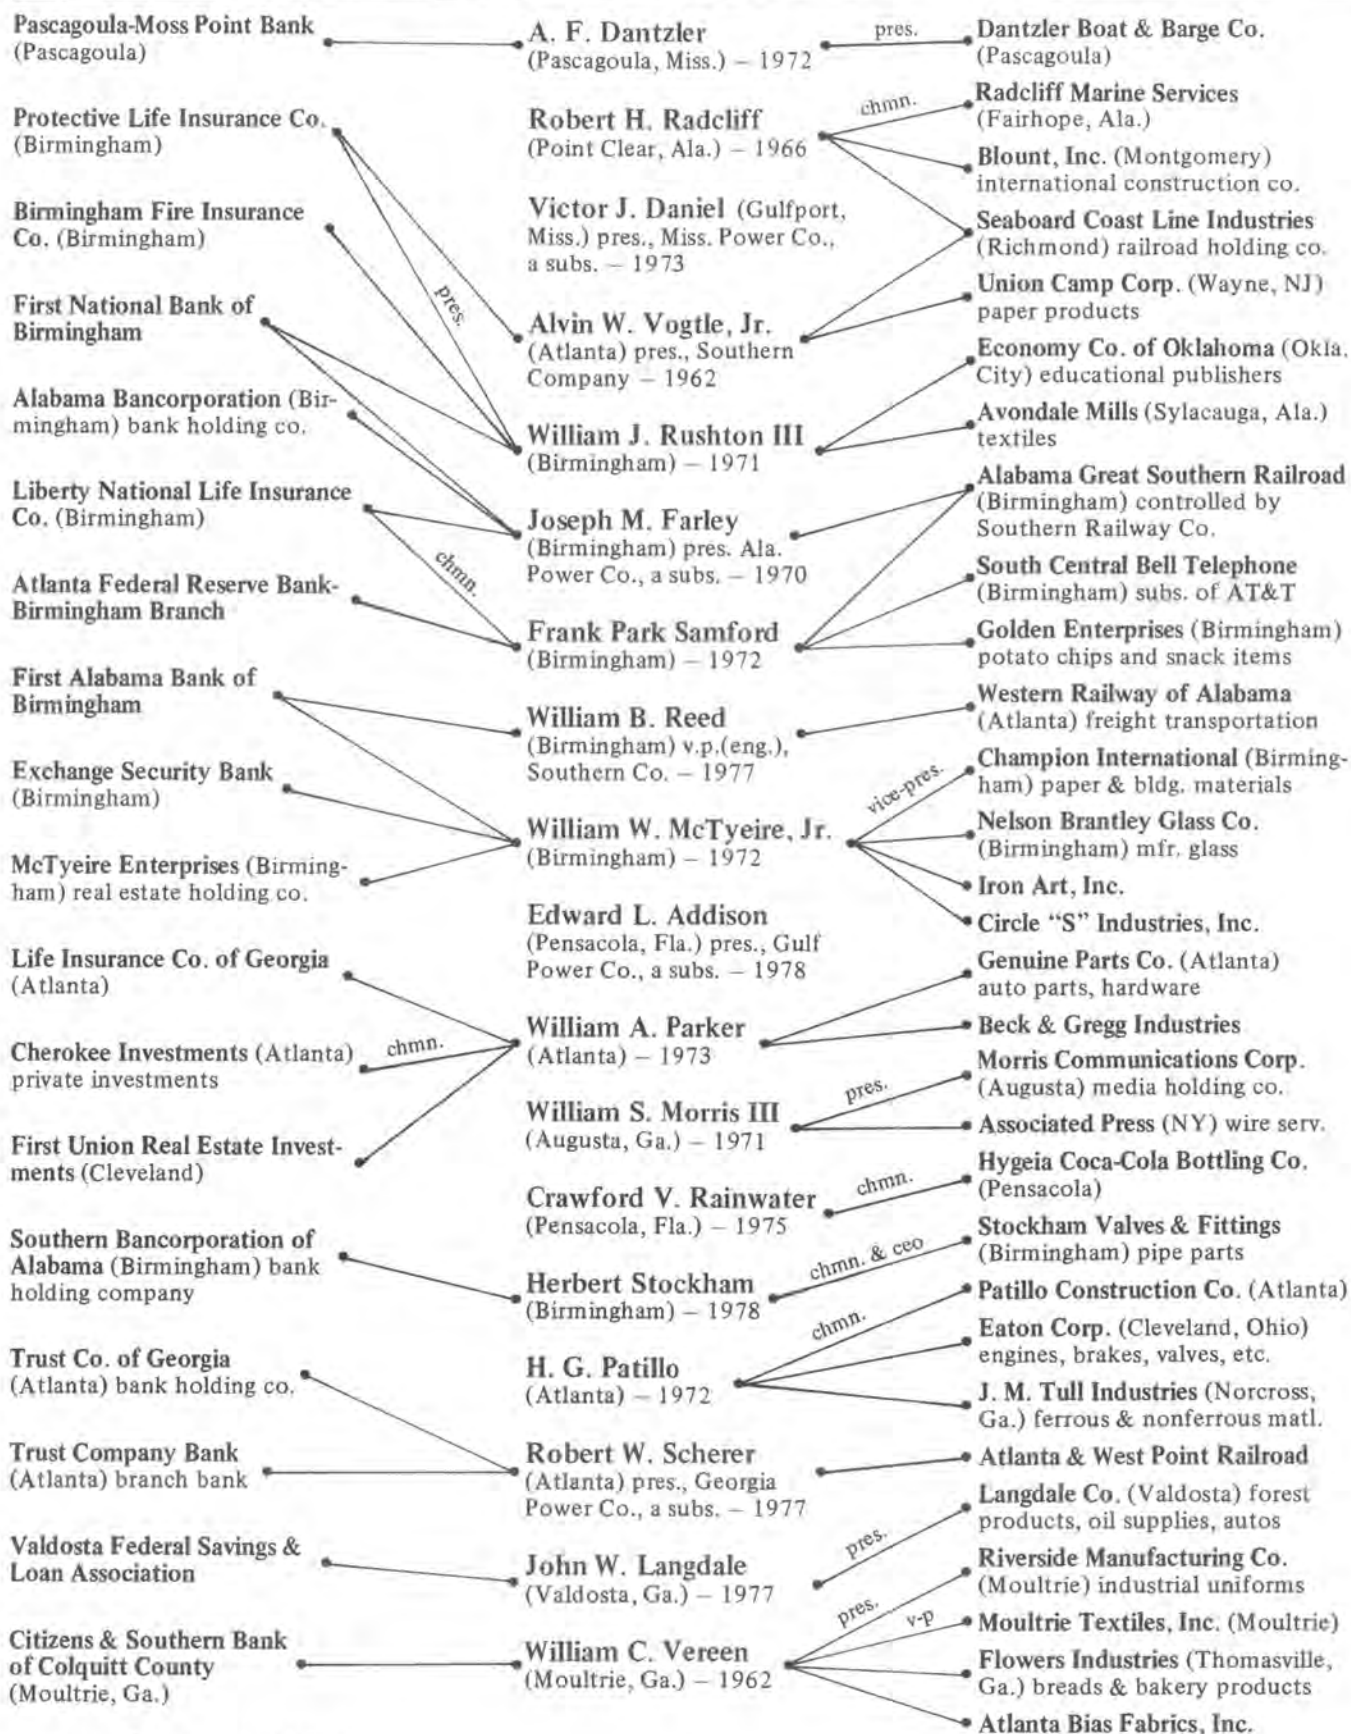 Pascagoula-Moss Point Bank
(Pascagoula)
Protective Life Insurance Co.
(Birmingham)
Birmingham Fire Insurance
Co. (Birmingham)
First National Bank of
Birmingham
Alabama Bancorporation (Bir-
mingham) bank holding co.
Liberty National Life Insurance
Co. (Birmingham)
Atlanta Federal Reserve Bank-
Birmingham Branch
First Alabama Bank of
Birmingham
Exchange Security Bank
(Birmingham)
McTyeire Enterprises (Birming-
ham) real estate holding co.
Life Insurance Co. of Georgia
(Atlanta)
Cherokee Investments (Atlanta)
private investments
First Union Real Estate Invest-
ments (Cleveland)
Southern Bancorporation of
Alabama (Birmingham) bank
holding company
Trust Co. of Georgia
(Atlanta) bank holding co.
Trust Company Bank
(Atlanta) branch bank
Valdosta Federal Savings &
Loan Association
Citizens & Southern Bank
of Colquitt County
(Moultrie, Ga.)
pres.
chmn.
chmn.
A. F. Dantzler
(Pascagoula, Miss.) – 1972
Robert H. Radcliff
(Point Clear, Ala.) – 1966
Victor J. Daniel (Gulfport,
Miss.) pres., Miss. Power Co.,
a subs. – 1973
Alvin W. Vogtle, Jr.
(Atlanta) pres., Southern
Company – 1962
William J. Rushton III
(Birmingham) – 1971
Joseph M. Farley
(Birmingham) pres. Ala.
Power Co., a subs. – 1970
Frank Park Samford
(Birmingham) – 1972
William B. Reed
(Birmingham) v.p.(eng.),
Southern Co. – 1977
William W. McTyeire, Jr.
(Birmingham) – 1972
Edward L. Addison
(Pensacola, Fla.) pres., Gulf
Power Co., a subs. – 1978
William A. Parker
(Atlanta) – 1973
William S. Morris III
(Augusta, Ga.) – 1971
Crawford V. Rainwater
(Pensacola, Fla.) – 1975
Herbert Stockham
(Birmingham) – 1978
H. G. Patillo
(Atlanta) – 1972
Robert W. Scherer
(Atlanta) pres., Georgia
Power Co., a subs. – 1977
John W. Langdale
(Valdosta, Ga.) – 1977
William C. Vereen
(Moultrie, Ga.) – 1962
pres.
chmn.
vice-pres.
pres.
chmn.
chmn. & ceo
chmn.
pres.
pres.
v-p
Dantzler Boat & Barge Co.
(Pascagoula)
Radcliff Marine Services
(Fairhope, Ala.)
Blount, Inc. (Montgomery)
international construction co.
Seaboard Coast Line Industries
(Richmond) railroad holding co.
Union Camp Corp. (Wayne, NJ)
paper products
Economy Co. of Oklahoma (Okla.
City) educational publishers
Avondale Mills (Sylacauga, Ala.)
textiles
Alabama Great Southern Railroad
(Birmingham) controlled by
Southern Railway Co.
South Central Bell Telephone
(Birmingham) subs. of AT&T
Golden Enterprises (Birmingham)
potato chips and snack items
Western Railway of Alabama
(Atlanta) freight transportation
Champion International (Birming-
ham) paper & bldg. materials
Nelson Brantley Glass Co.
(Birmingham) mfr. glass
Iron Art, Inc.
Circle "S" Industries, Inc.
Genuine Parts Co. (Atlanta)
auto parts, hardware
Beck & Gregg Industries
Morris Communications Corp.
(Augusta) media holding co.
Associated Press (NY) wire serv.
Hygeia Coca-Cola Bottling Co.
(Pensacola)
Stockham Valves & Fittings
(Birmingham) pipe parts
Patillo Construction Co. (Atlanta)
Eaton Corp. (Cleveland, Ohio)
engines, brakes, valves, etc.
J. M. Tull Industries (Norcross,
Ga.) ferrous & nonferrous matl.
Atlanta & West Point Railroad
Langdale Co. (Valdosta) forest
products, oil supplies, autos
Riverside Manufacturing Co.
(Moultrie) industrial uniforms
Moultrie Textiles, Inc. (Moultrie)
Flowers Industries (Thomasville,
Ga.) breads & bakery products
Atlanta Bias Fabrics, Inc.